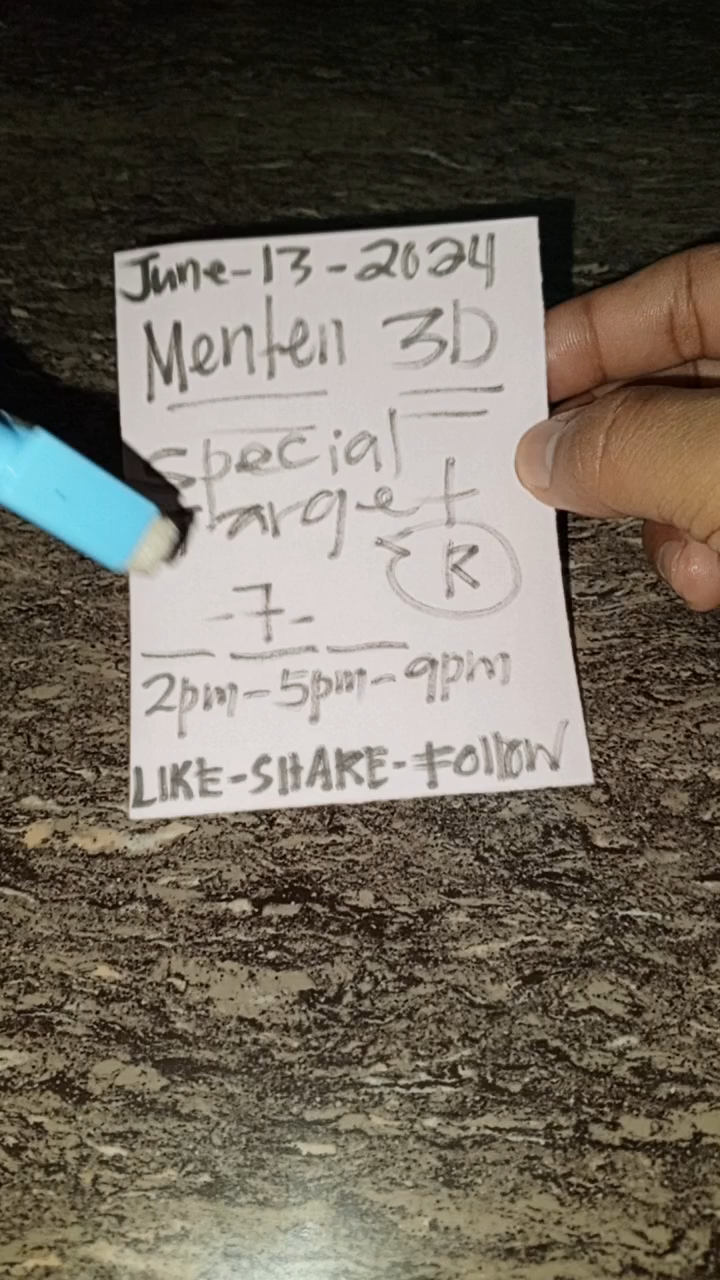 June-13-2024
Menten 3D
special
target
R
-7-
2pm-5pm-9pm
LIKE-SHARE-Follow